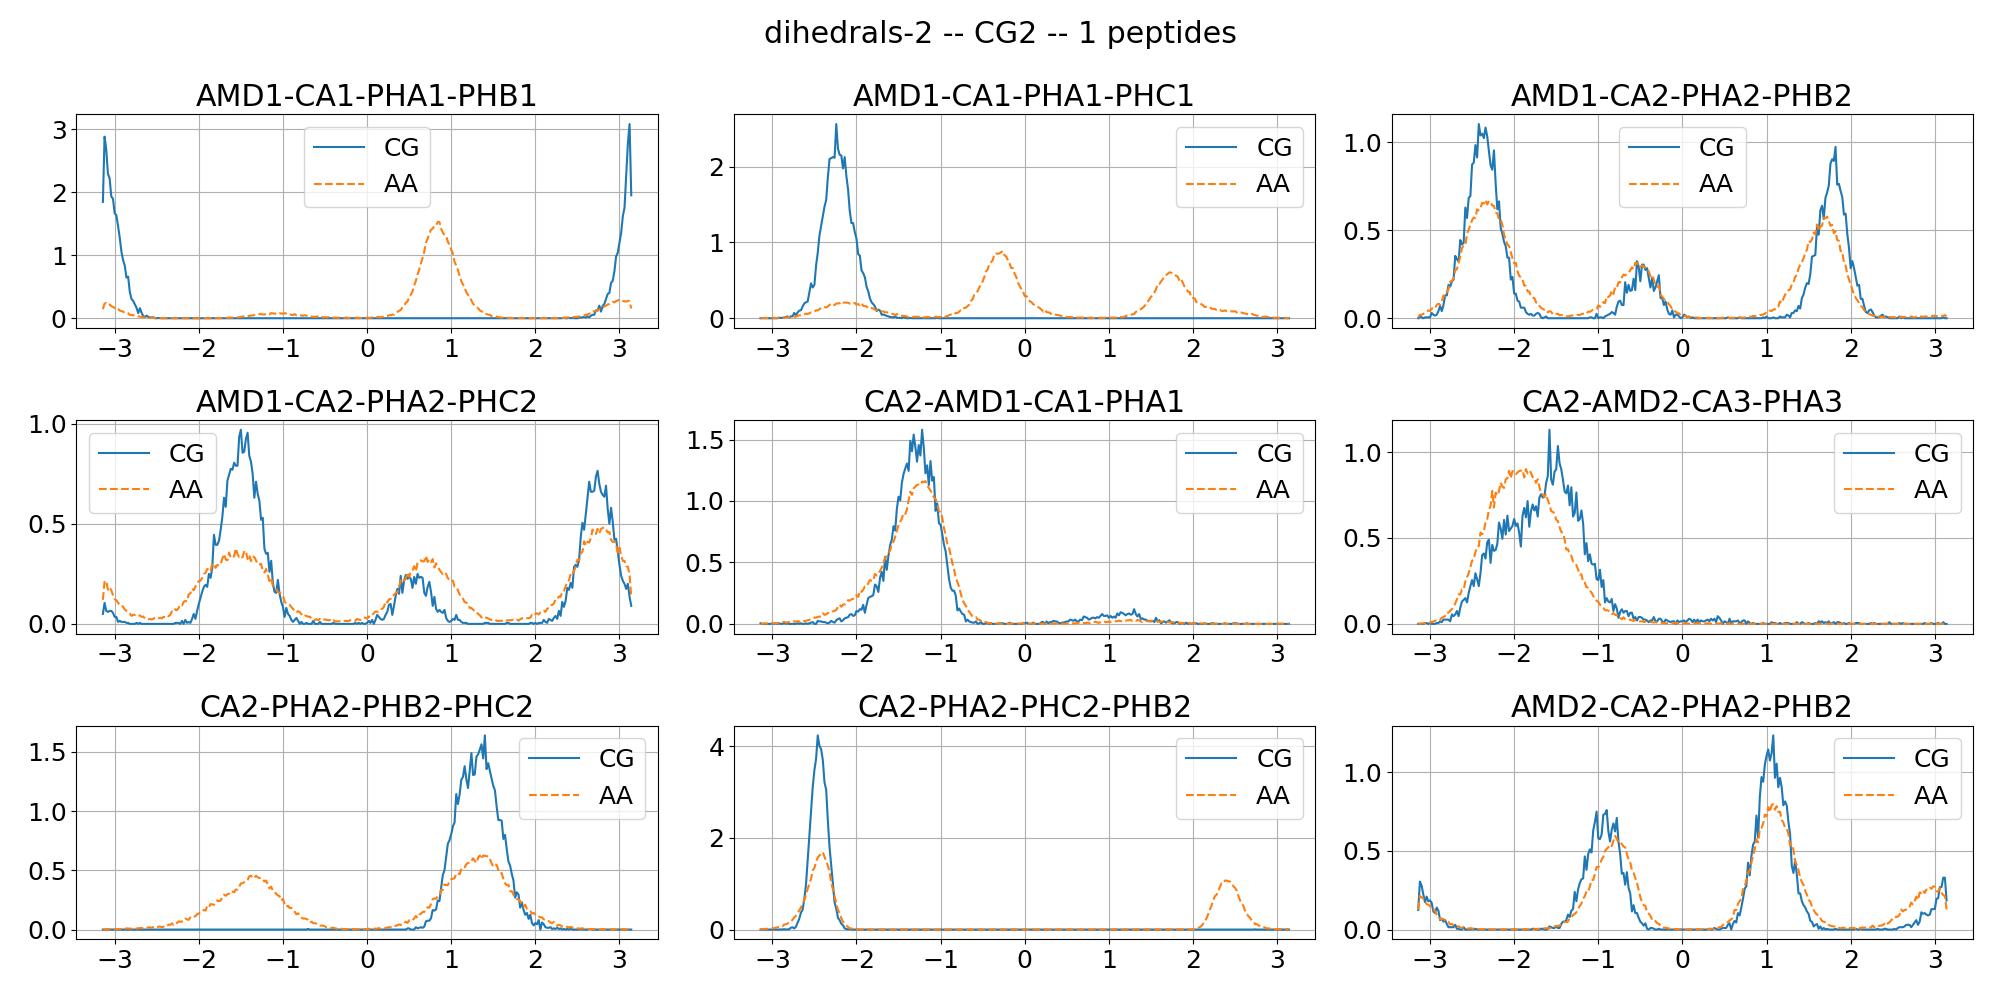 dihedrals-2 -- CG2 -- 1 peptides
AMD1-CA1-PHA1-PHB1
3
2
1
0
−3 −2 −1 0 1 2 3
CG
AA
AMD1-CA1-PHA1-PHC1
2
1
0
−3 −2 −1 0 1 2 3
CG
AA
AMD1-CA2-PHA2-PHB2
1.0
0.5
0.0
−3 −2 −1 0 1 2 3
CG
AA
AMD1-CA2-PHA2-PHC2
1.0
0.5
0.0
−3 −2 −1 0 1 2 3
CG
AA
CA2-AMD1-CA1-PHA1
1.5
1.0
0.5
0.0
−3 −2 −1 0 1 2 3
CG
AA
CA2-AMD2-CA3-PHA3
1.0
0.5
0.0
−3 −2 −1 0 1 2 3
CG
AA
CA2-PHA2-PHB2-PHC2
1.5
1.0
0.5
0.0
−3 −2 −1 0 1 2 3
CG
AA
CA2-PHA2-PHC2-PHB2
4
2
0
−3 −2 −1 0 1 2 3
CG
AA
AMD2-CA2-PHA2-PHB2
1.0
0.5
0.0
−3 −2 −1 0 1 2 3
CG
AA